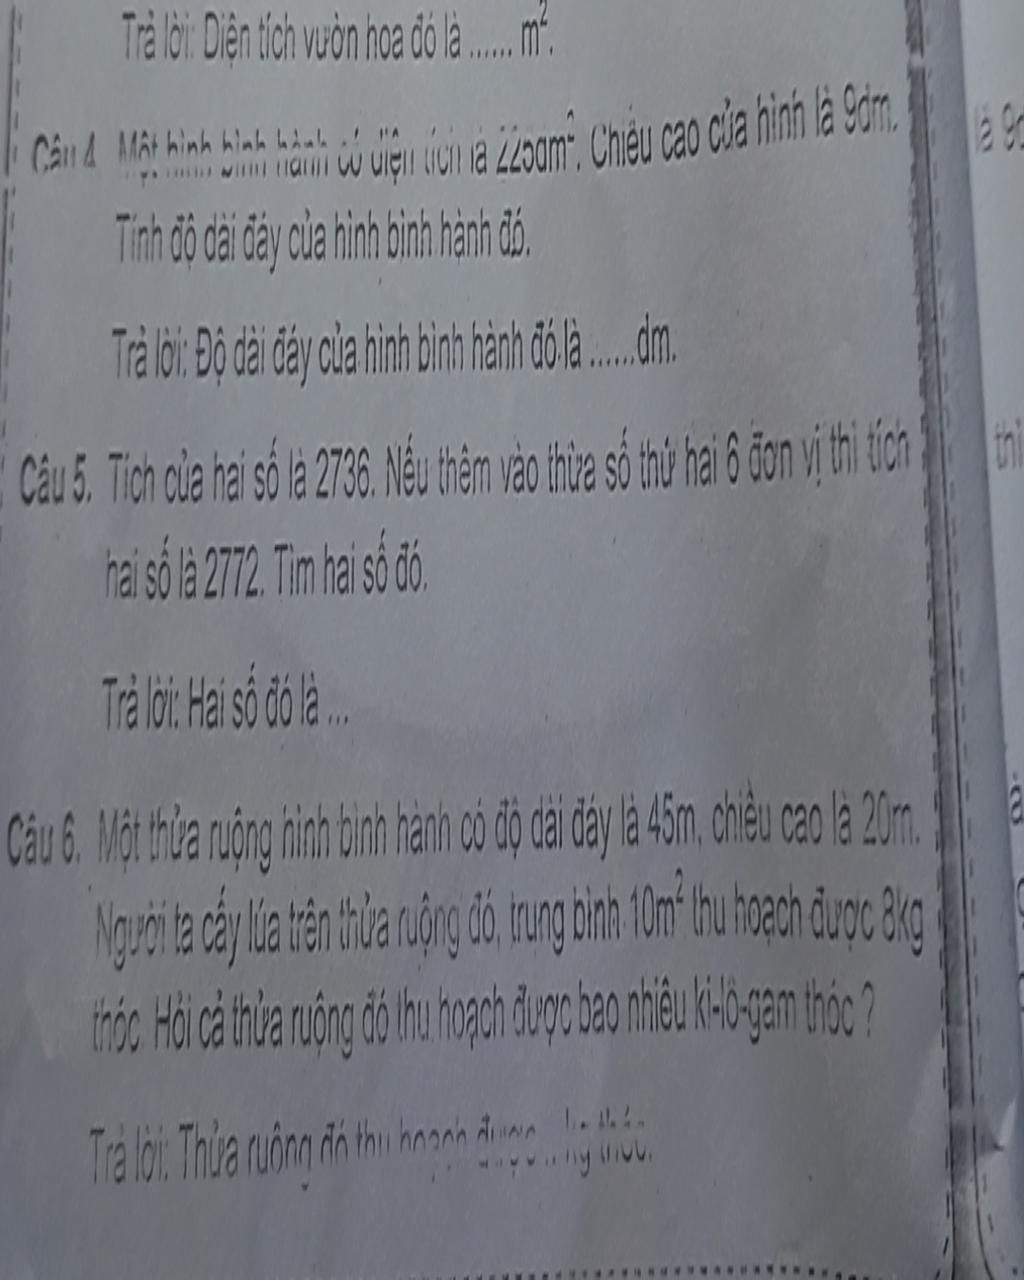 Trả lời: Diện tích vườn hoa đó là ...... m².
Câu 4. Một hình bình hành có diện tích là 225dm². Chiều cao của hình là 9dm.
Tính độ dài đáy của hình bình hành đó.
Trả lời: Độ dài đáy của hình bình hành đó là ......dm.
Câu 5. Tích của hai số là 2736. Nếu thêm vào thừa số thứ hai 6 đơn vị thì tích
hai số là 2772. Tìm hai số đó.
Trả lời: Hai số đó là ...
Câu 6. Một thửa ruộng hình bình hành có độ dài đáy là 45m, chiều cao là 20m.
Người ta cấy lúa trên thửa ruộng đó, trung bình 10m² thu hoạch được 8kg
thóc. Hỏi cả thửa ruộng đó thu hoạch được bao nhiêu ki-lô-gam thóc ?
Trả lời: Thửa ruộng đó thu hoạch được ... kg thóc.
là
thì